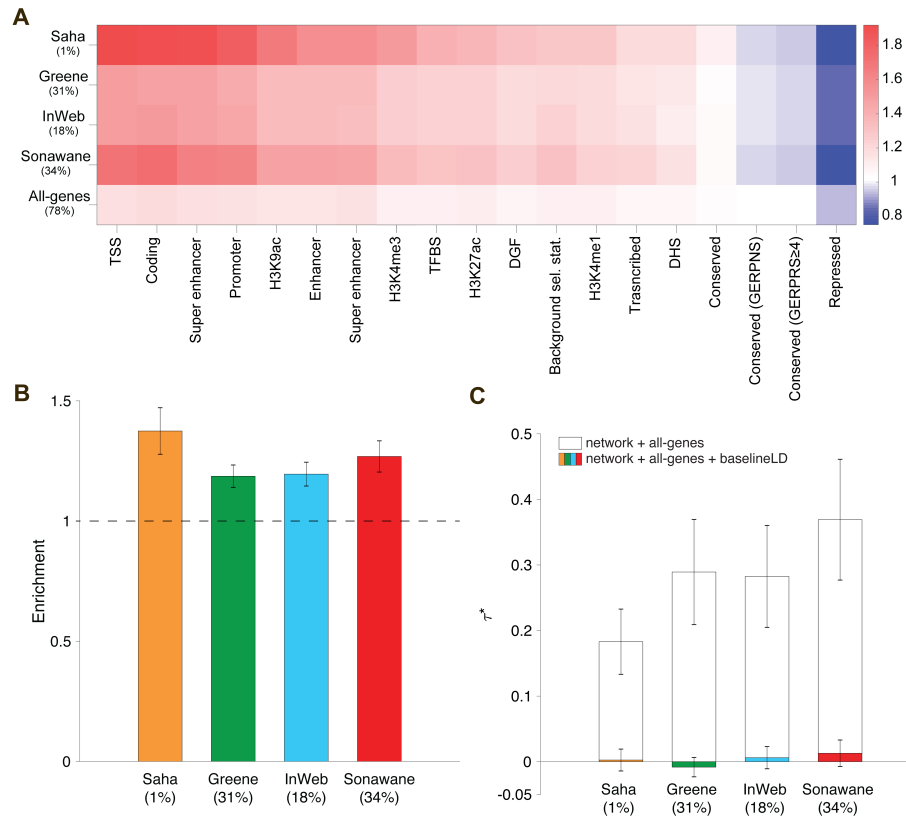 A
Saha
(1%)
Greene
(31%)
InWeb
(18%)
Sonawane
(34%)
All-genes
(78%)
1.8
1.6
1.4
1.2
1
0.8
TSS
Coding
Super enhancer
Promoter
H3K9ac
Enhancer
Super enhancer
H3K4me3
TFBS
H3K27ac
DGF
Background sel. stat.
H3K4me1
Trasncribed
DHS
Conserved
Conserved (GERPNS)
Conserved (GERPRS≥4)
Repressed
B
1.5
1
0.5
0
Enrichment
Saha
(1%)
Greene
(31%)
InWeb
(18%)
Sonawane
(34%)
C
network + all-genes
network + all-genes + baselineLD
0.5
0.4
0.3
0.2
0.1
0
-0.05
τ*
Saha
(1%)
Greene
(31%)
InWeb
(18%)
Sonawane
(34%)